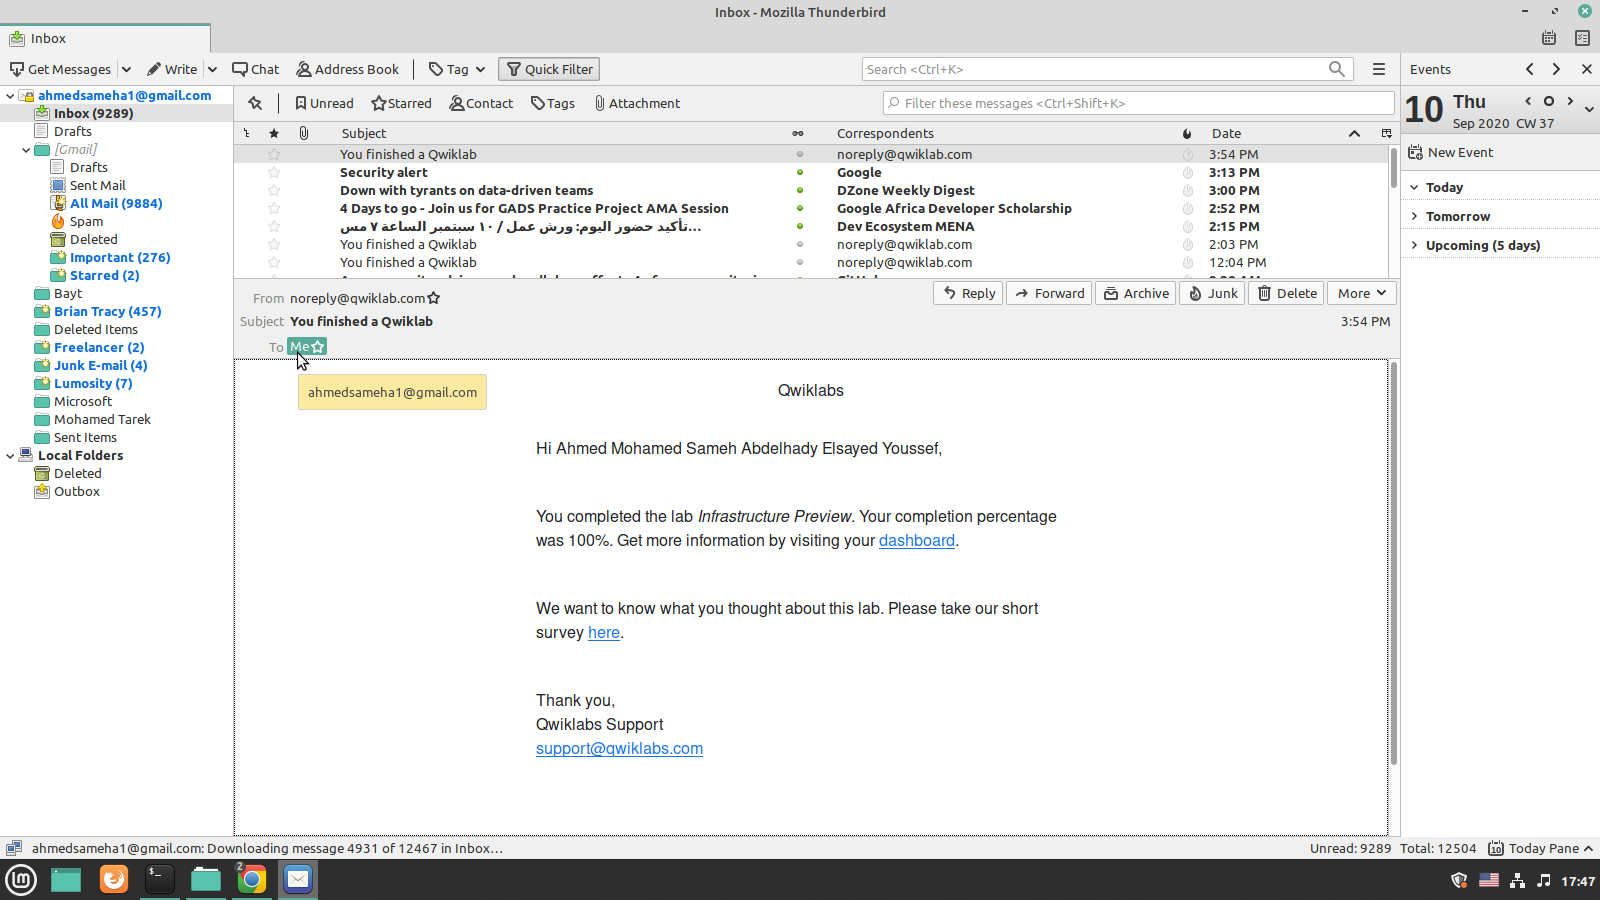 Inbox - Mozilla Thunderbird
Inbox
Get Messages Write Chat Address Book Tag Quick Filter Search <Ctrl+K> Events
Unread Starred Contact Tags Attachment Filter these messages <Ctrl+Shift+K>
10 Thu
Sep 2020 CW 37
New Event
Today
Tomorrow
Upcoming (5 days)
ahmedsameha1@gmail.com
Inbox (9289)
Drafts
[Gmail]
Drafts
Sent Mail
All Mail (9884)
Spam
Deleted
Important (276)
Starred (2)
Bayt
Brian Tracy (457)
Deleted Items
Freelancer (2)
Junk E-mail (4)
Lumosity (7)
Microsoft
Mohamed Tarek
Sent Items
Local Folders
Deleted
Outbox
Subject Correspondents Date
You finished a Qwiklab noreply@qwiklab.com 3:54 PM
Security alert Google 3:13 PM
Down with tyrants on data-driven teams DZone Weekly Digest 3:00 PM
4 Days to go - Join us for GADS Practice Project AMA Session Google Africa Developer Scholarship 2:52 PM
تأكيد حضور اليوم: ورش عمل / ١٠ سبتمبر الساعة ٧ مس... Dev Ecosystem MENA 2:15 PM
You finished a Qwiklab noreply@qwiklab.com 2:03 PM
You finished a Qwiklab noreply@qwiklab.com 12:04 PM
From noreply@qwiklab.com Reply Forward Archive Junk Delete More
Subject You finished a Qwiklab 3:54 PM
To Me
ahmedsameha1@gmail.com
Qwiklabs
Hi Ahmed Mohamed Sameh Abdelhady Elsayed Youssef,
You completed the lab Infrastructure Preview. Your completion percentage
was 100%. Get more information by visiting your dashboard.
We want to know what you thought about this lab. Please take our short
survey here.
Thank you,
Qwiklabs Support
support@qwiklabs.com
ahmedsameha1@gmail.com: Downloading message 4931 of 12467 in Inbox... Unread: 9289 Total: 12504 10 Today Pane
2
17:47